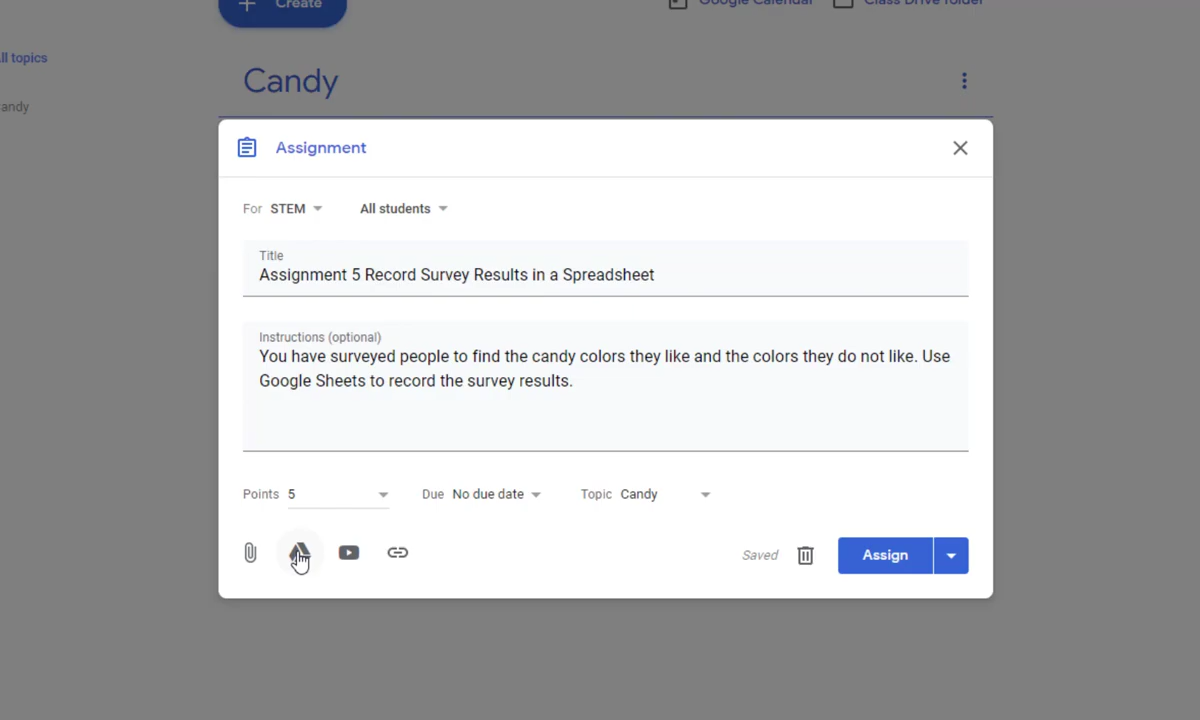 Create
Google Calendar
Class Drive folder
ll topics
Candy
andy
Assignment
For STEM
All students
Title
Assignment 5 Record Survey Results in a Spreadsheet
Instructions (optional)
You have surveyed people to find the candy colors they like and the colors they do not like. Use
Google Sheets to record the survey results.
Points 5
Due No due date
Topic Candy
Saved
Assign